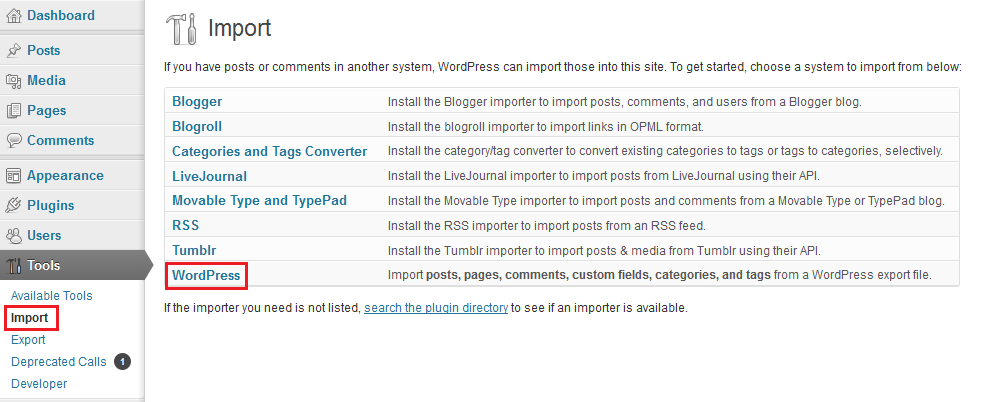 Dashboard
Posts
Media
Pages
Comments
Appearance
Plugins
Users
Tools
Available Tools
Import
Export
Deprecated Calls 1
Developer
Import
If you have posts or comments in another system, WordPress can import those into this site. To get started, choose a system to import from below:
Blogger Install the Blogger importer to import posts, comments, and users from a Blogger blog.
Blogroll Install the blogroll importer to import links in OPML format.
Categories and Tags Converter Install the category/tag converter to convert existing categories to tags or tags to categories, selectively.
LiveJournal Install the LiveJournal importer to import posts from LiveJournal using their API.
Movable Type and TypePad Install the Movable Type importer to import posts and comments from a Movable Type or TypePad blog.
RSS Install the RSS importer to import posts from an RSS feed.
Tumblr Install the Tumblr importer to import posts & media from Tumblr using their API.
WordPress Import posts, pages, comments, custom fields, categories, and tags from a WordPress export file.
If the importer you need is not listed, search the plugin directory to see if an importer is available.